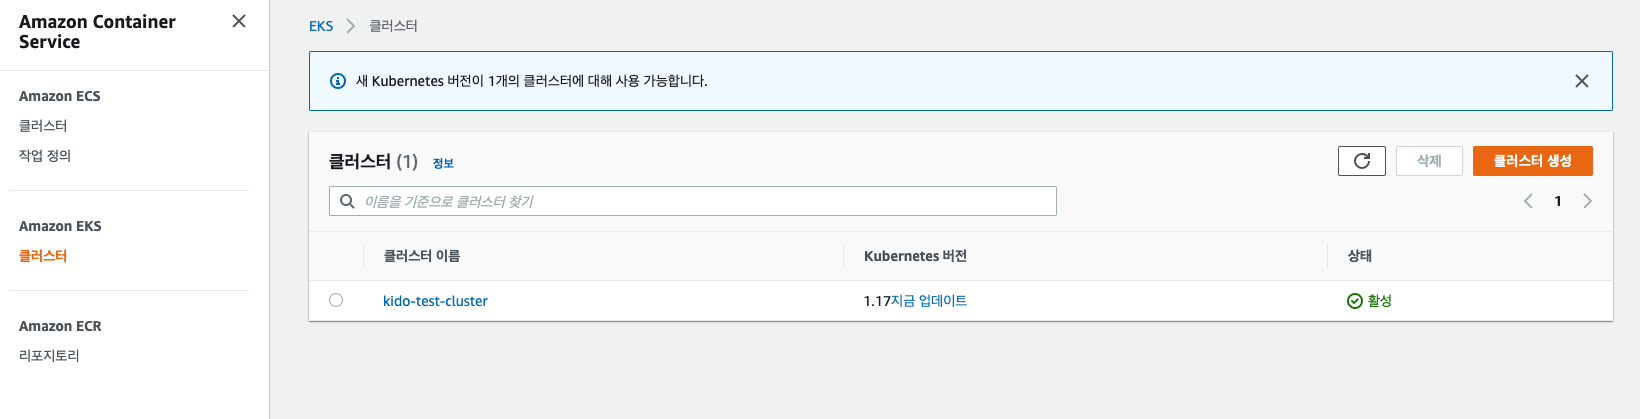 Amazon Container
Service
Amazon ECS
클러스터
작업 정의
Amazon EKS
클러스터
Amazon ECR
리포지토리
EKS 클러스터
새 Kubernetes 버전이 1개의 클러스터에 대해 사용 가능합니다.
클러스터 (1) 정보
삭제 클러스터 생성
이름을 기준으로 클러스터 찾기
1
클러스터 이름 Kubernetes 버전 상태
kido-test-cluster 1.17지금 업데이트 활성